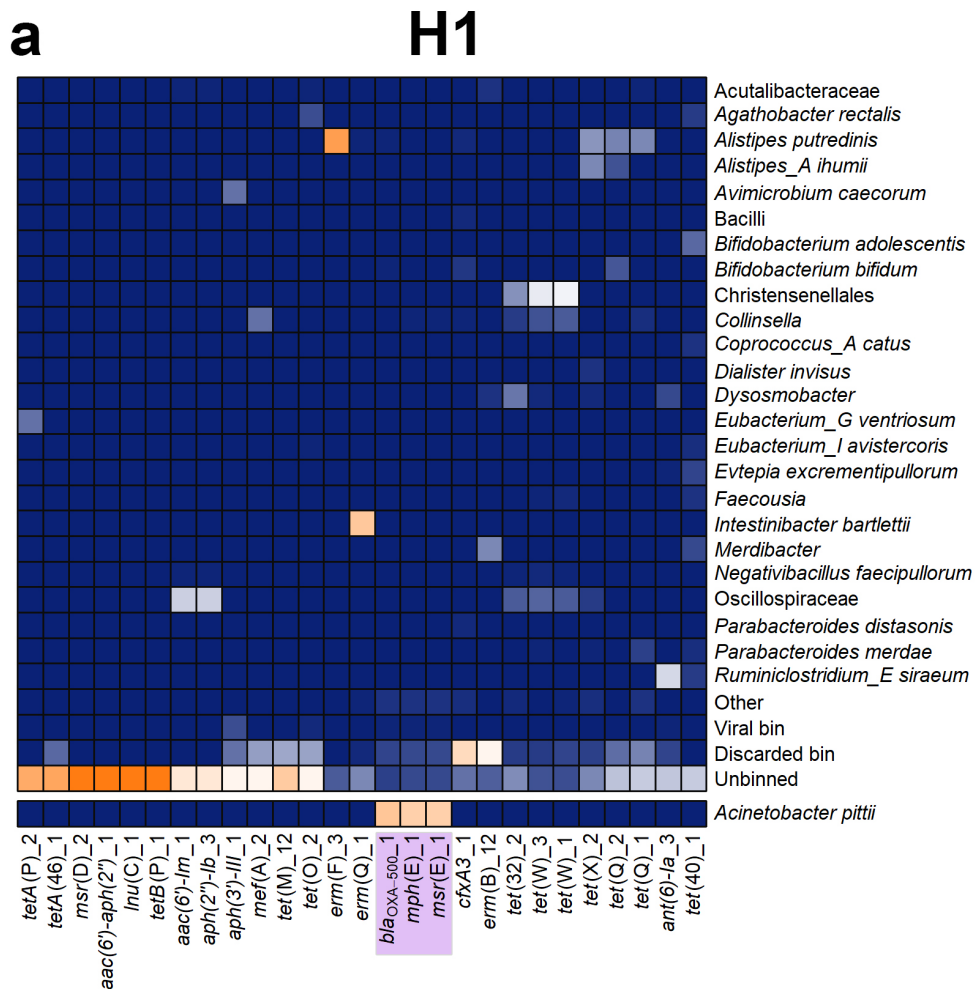 a
H1
Acutalibacteraceae
Agathobacter rectalis
Alistipes putredinis
Alistipes_A ihumii
Avimicrobium caecorum
Bacilli
Bifidobacterium adolescentis
Bifidobacterium bifidum
Christensenellales
Collinsella
Coprococcus_A catus
Dialister invisus
Dysosmobacter
Eubacterium_G ventriosum
Eubacterium_I avistercoris
Evtepia excrementipullorum
Faecousia
Intestinibacter bartlettii
Merdibacter
Negativibacillus faecipullorum
Oscillospiraceae
Parabacteroides distasonis
Parabacteroides merdae
Ruminiclostridium_E siraeum
Other
Viral bin
Discarded bin
Unbinned
Acinetobacter pittii
tetA(P)_2
tetA(46)_1
msr(D)_2
aac(6')-aph(2'')_1
lnu(C)_1
tetB(P)_1
aac(6')-Im_1
aph(2'')-Ib_3
aph(3')-III_1
mef(A)_2
tet(M)_12
tet(O)_2
erm(F)_3
erm(Q)_1
blaOXA−500_1
mph(E)_1
msr(E)_1
cfxA3_1
erm(B)_12
tet(32)_2
tet(W)_3
tet(W)_1
tet(X)_2
tet(Q)_2
tet(Q)_1
ant(6)-Ia_3
tet(40)_1